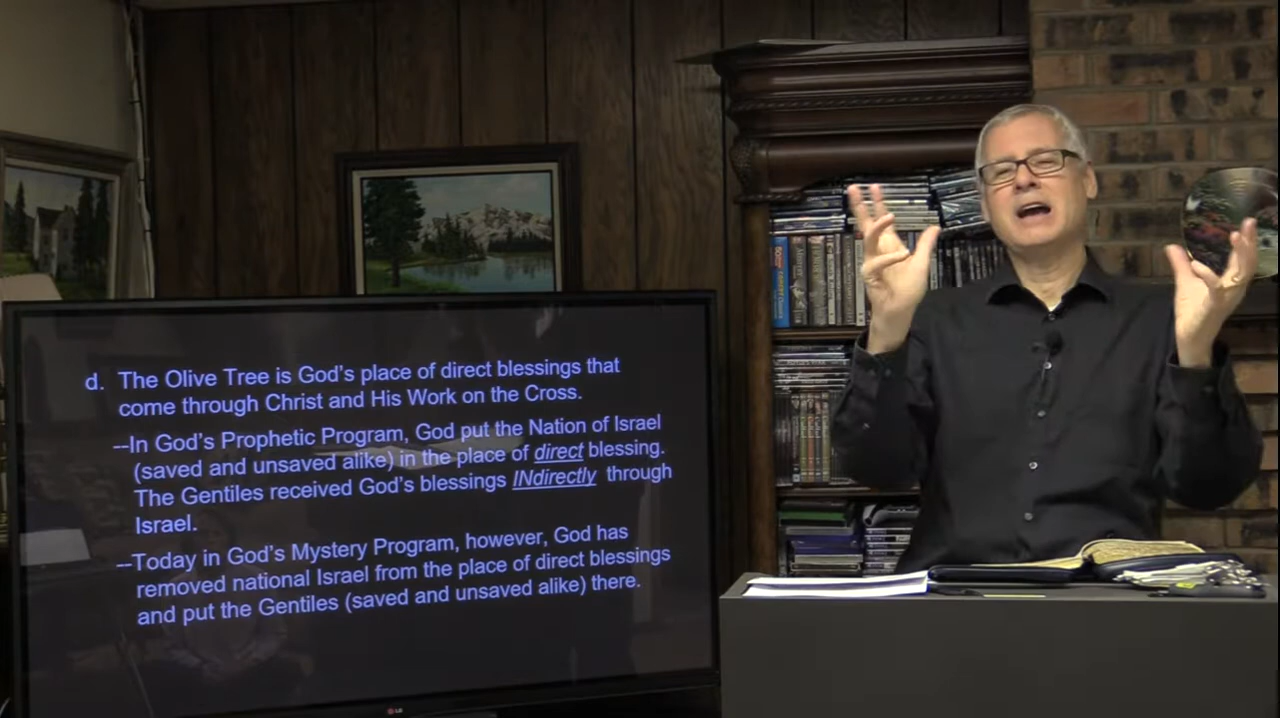 d. The Olive Tree is God's place of direct blessings that
come through Christ and His Work on the Cross.
--In God's Prophetic Program, God put the Nation of Israel
(saved and unsaved alike) in the place of direct blessing.
The Gentiles received God's blessings INdirectly through
Israel.
--Today in God's Mystery Program, however, God has
removed national Israel from the place of direct blessings
and put the Gentiles (saved and unsaved alike) there.
LG